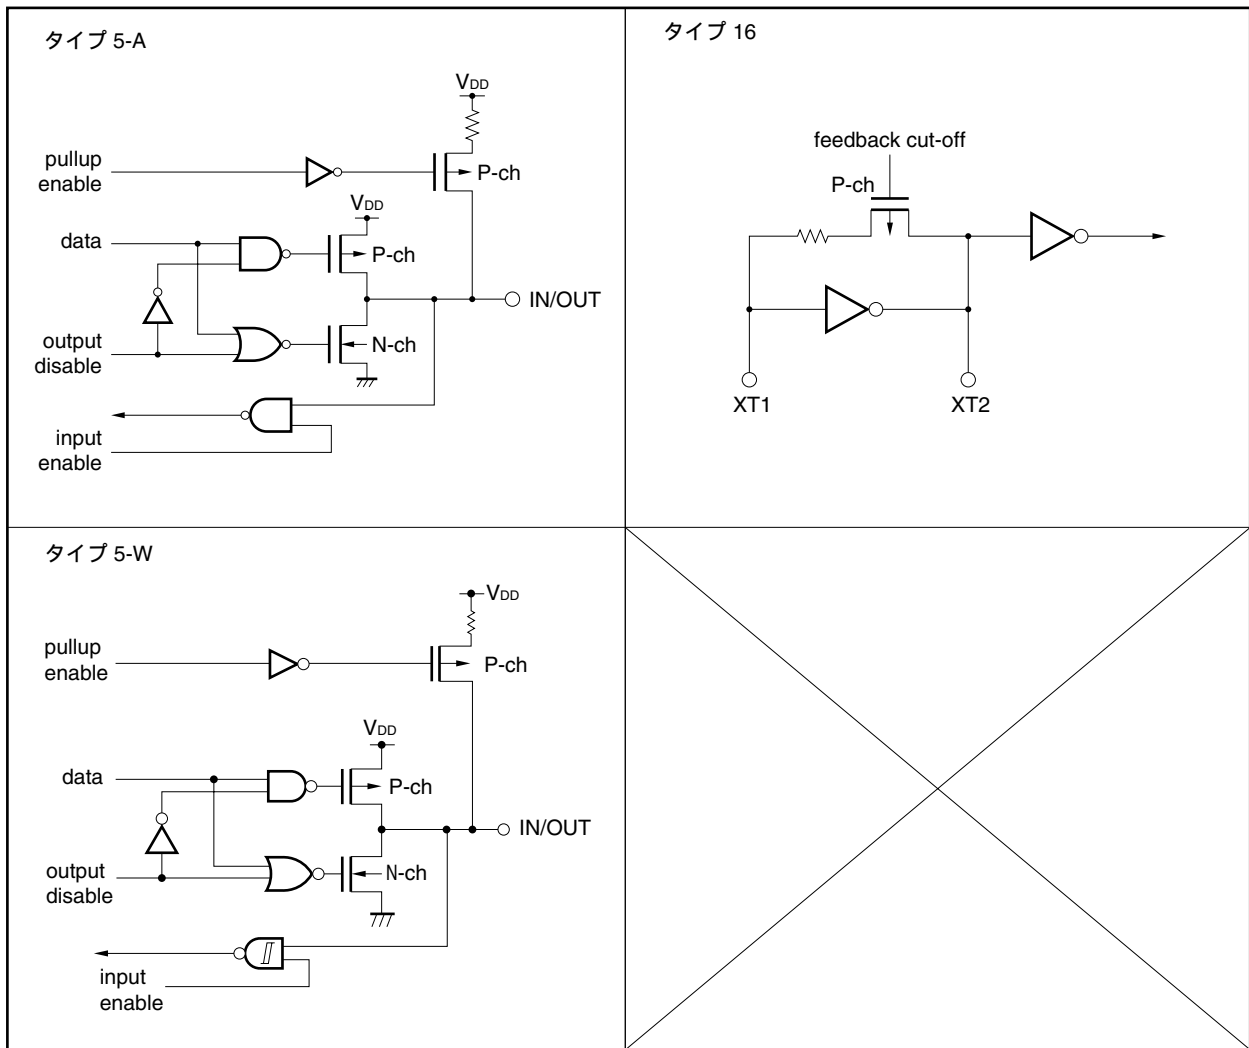 タイプ 5-A
VDD
pullup
enable
P-ch
VDD
data
P-ch
IN/OUT
output
disable
N-ch
input
enable
タイプ 16
feedback cut-off
P-ch
XT1
XT2
タイプ 5-W
VDD
pullup
enable
P-ch
VDD
data
P-ch
IN/OUT
output
disable
N-ch
input
enable